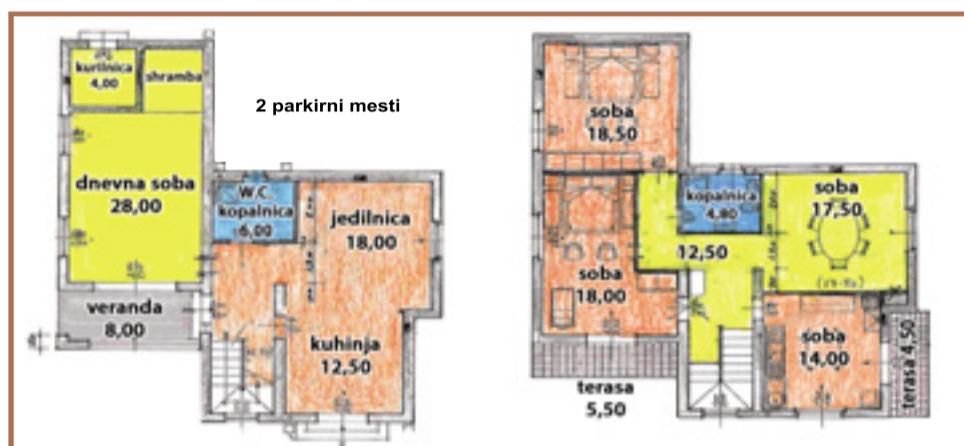 kurilnica
4,00
shramba
2 parkirni mesti
dnevna soba
28,00
W.C.
kopalnica
6,00
jedilnica
18,00
veranda
8,00
kuhinja
12,50
soba
18,50
kopalnica
4,80
soba
17,50
12,50
soba
18,00
soba
14,00
terasa 4,50
terasa
5,50